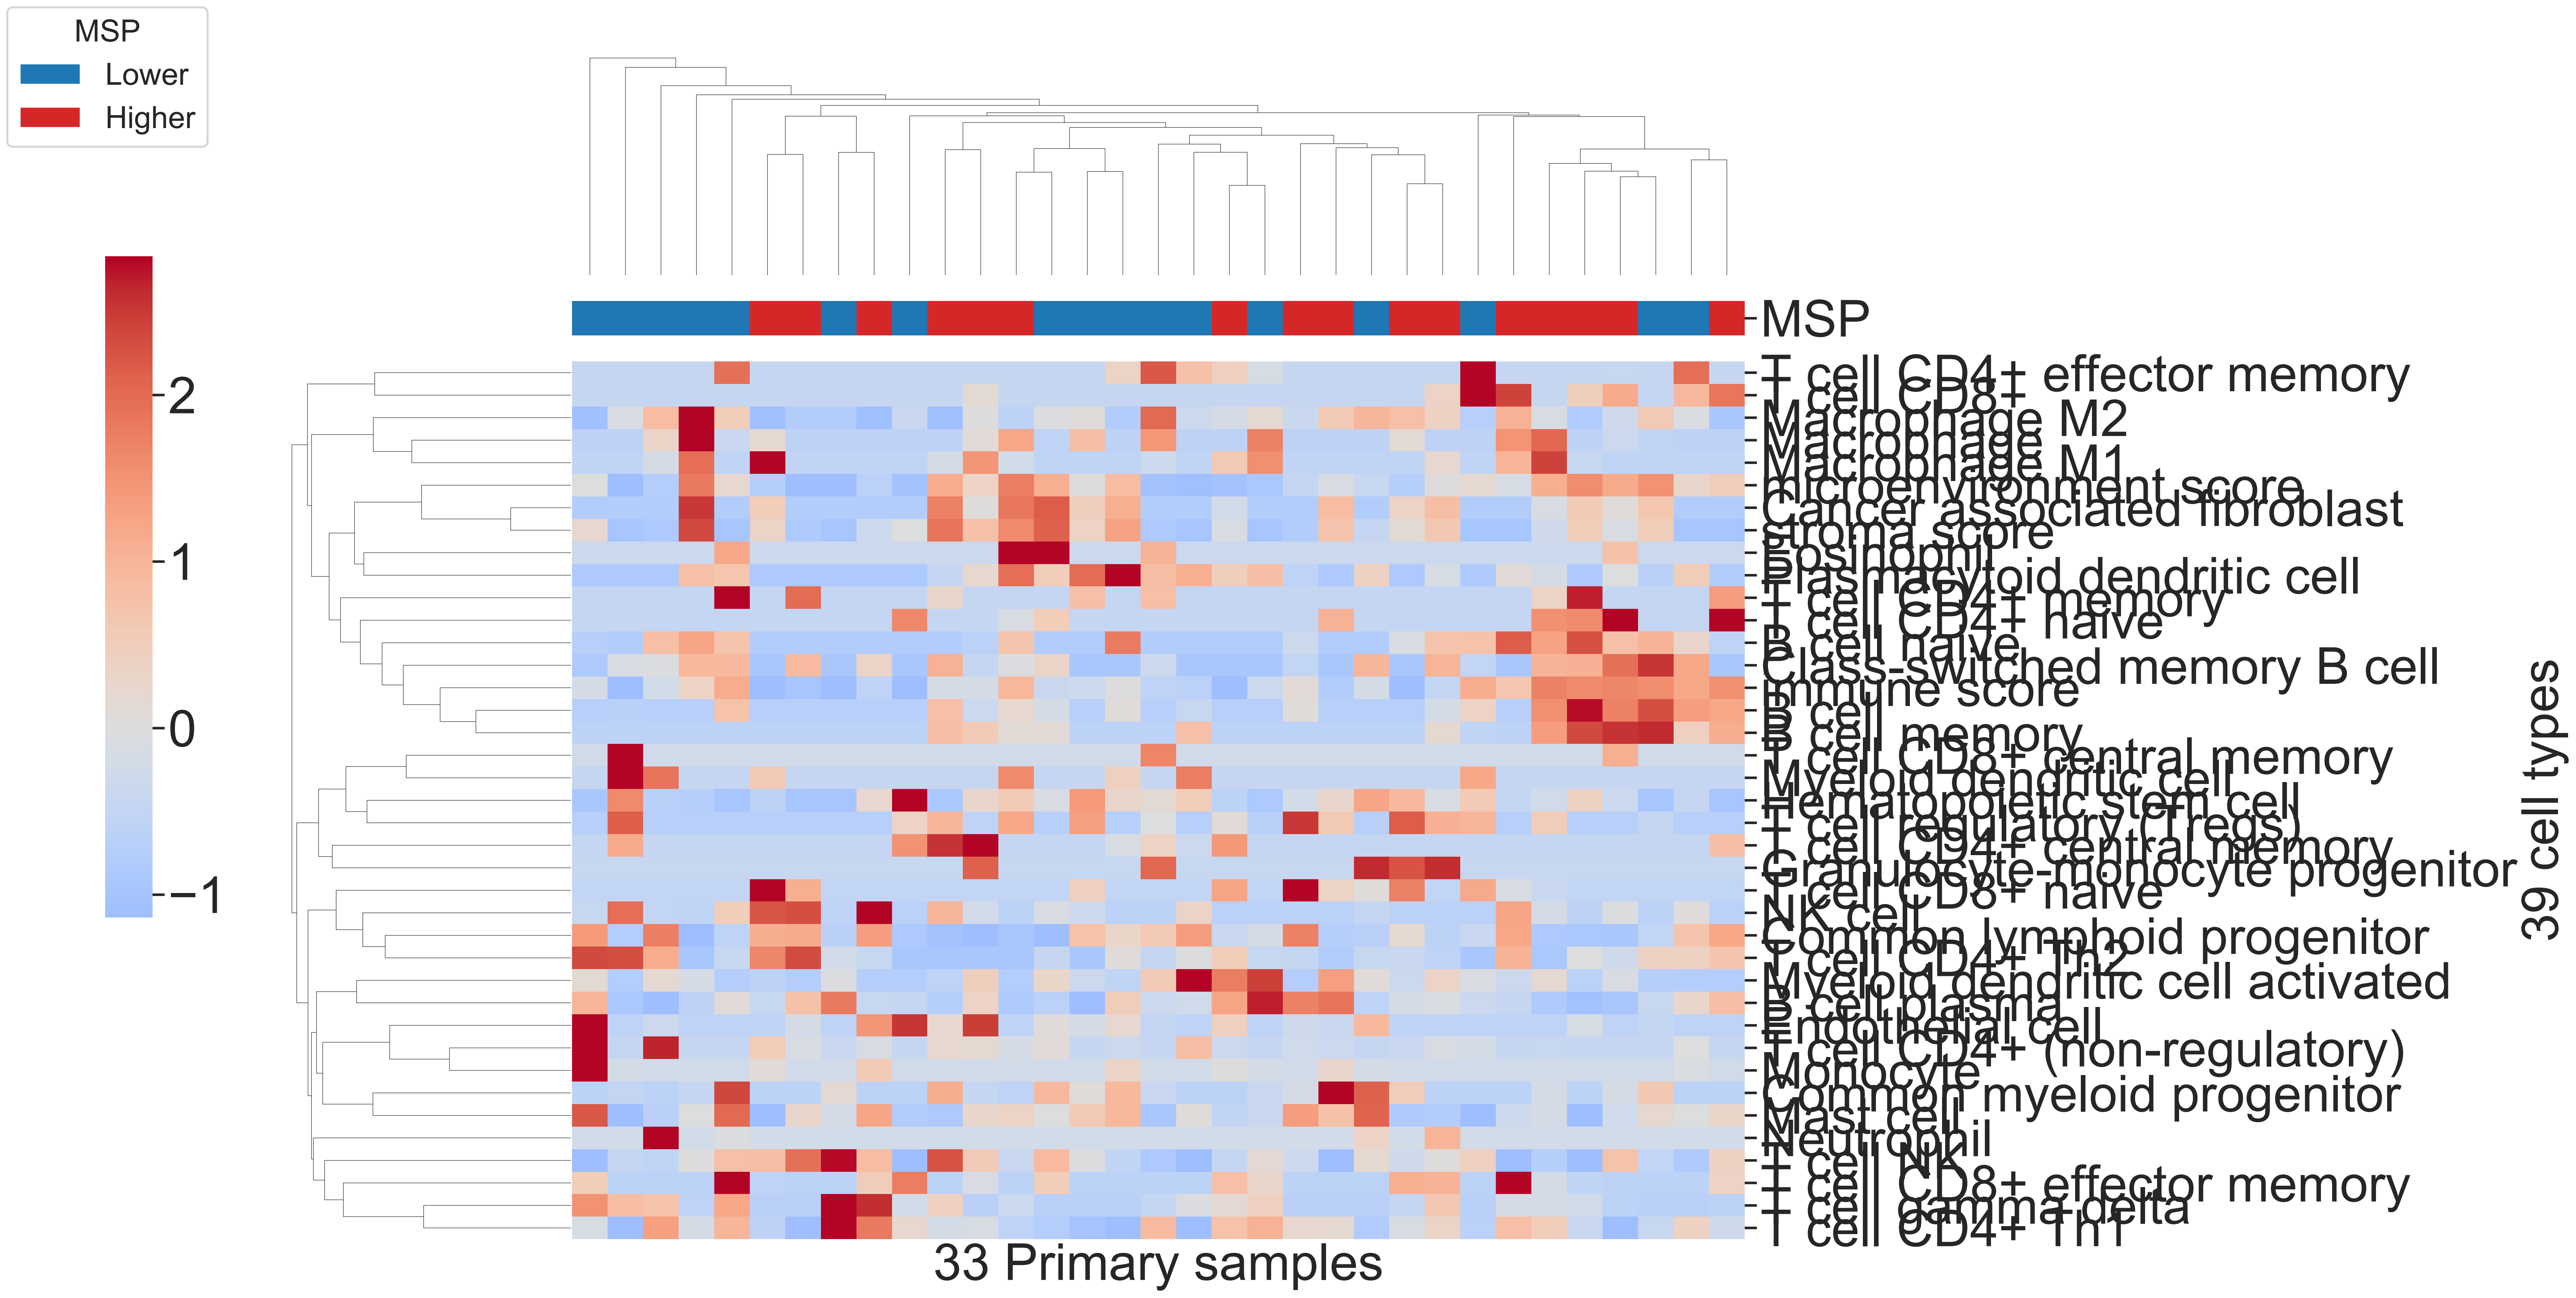 MSP
Lower
Higher
2
1
0
−1
MSP
T cell CD4+ effector memory
T cell CD8+
Macrophage M2
Macrophage
Macrophage M1
microenvironment score
Cancer associated fibroblast
stroma score
Eosinophil
Plasmacytoid dendritic cell
T cell CD4+ memory
T cell CD4+ naive
B cell naive
Class-switched memory B cell
immune score
B cell
B cell memory
T cell CD8+ central memory
Myeloid dendritic cell
Hematopoietic stem cell
T cell regulatory (Tregs)
T cell CD4+ central memory
Granulocyte-monocyte progenitor
T cell CD8+ naive
NK cell
Common lymphoid progenitor
T cell CD4+ Th2
Myeloid dendritic cell activated
B cell plasma
Endothelial cell
T cell CD4+ (non-regulatory)
Monocyte
Common myeloid progenitor
Mast cell
Neutrophil
T cell NK
T cell CD8+ effector memory
T cell gamma delta
T cell CD4+ Th1
39 cell types
33 Primary samples